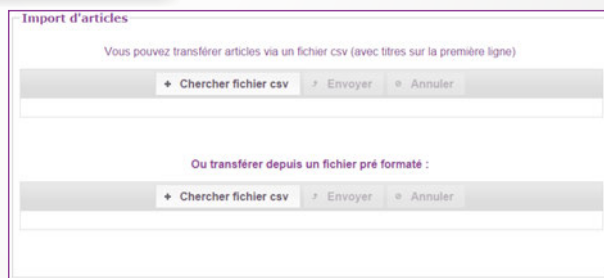 Import d'articles
Vous pouvez transférer articles via un fichier csv (avec titres sur la première ligne)
Chercher fichier csv Envoyer Annuler
Ou transférer depuis un fichier pré formaté :
Chercher fichier csv Envoyer Annuler